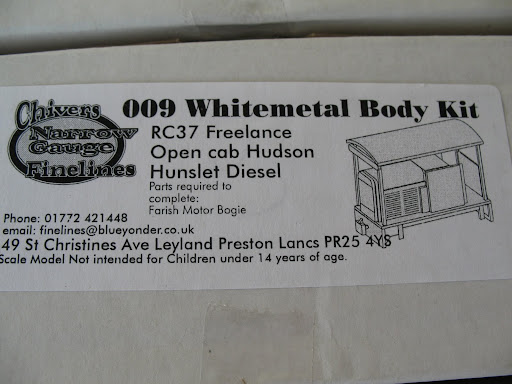 Chivers
Narrow
Gauge
Finelines
009 Whitemetal Body Kit
RC37 Freelance
Open cab Hudson
Hunslet Diesel
Parts required to
complete:
Farish Motor Bogie
Phone: 01772 421448
email: finelines@blueyonder.co.uk
49 St Christines Ave Leyland Preston Lancs PR25 4YS
Scale Model Not intended for Children under 14 years of age.